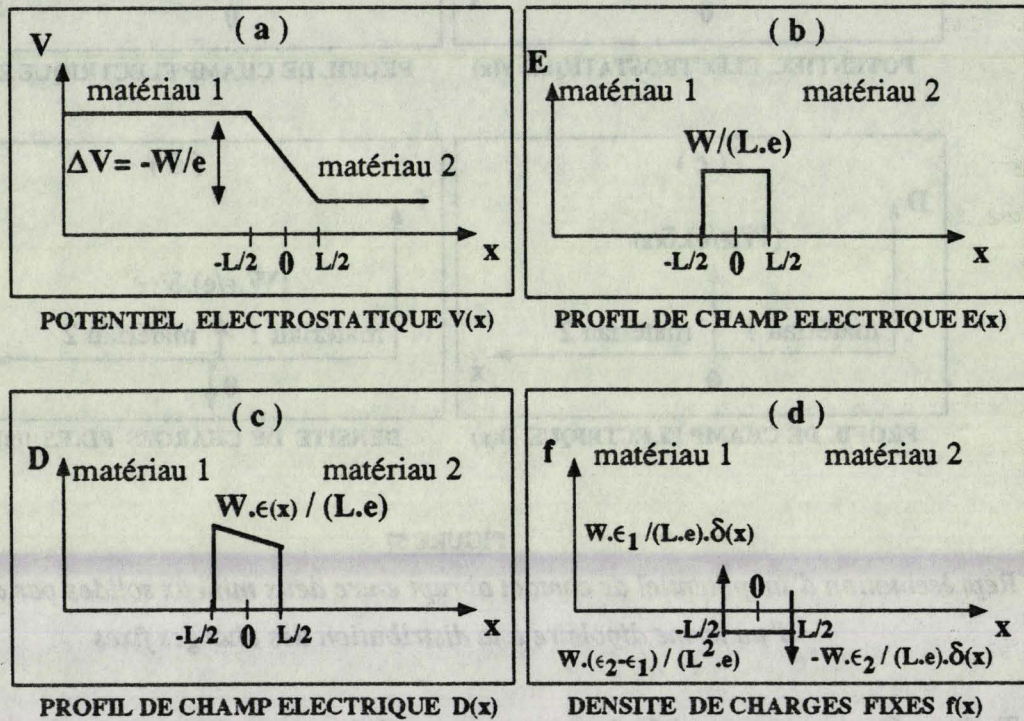 ( a )
V
matériau 1
ΔV= -W/e
matériau 2
-L/2 0 L/2
x
POTENTIEL ELECTROSTATIQUE V(x)
( b )
E
matériau 1 matériau 2
W/(L.e)
-L/2 0 L/2
x
PROFIL DE CHAMP ELECTRIQUE E(x)
( c )
D
matériau 1 matériau 2
W.ϵ(x) / (L.e)
-L/2 0 L/2
x
PROFIL DE CHAMP ELECTRIQUE D(x)
( d )
f
matériau 1 matériau 2
W.ϵ1 /(L.e).δ(x)
0
-L/2 L/2
x
W.(ϵ2-ϵ1) / (L².e) -W.ϵ2 / (L.e).δ(x)
DENSITE DE CHARGES FIXES f(x)